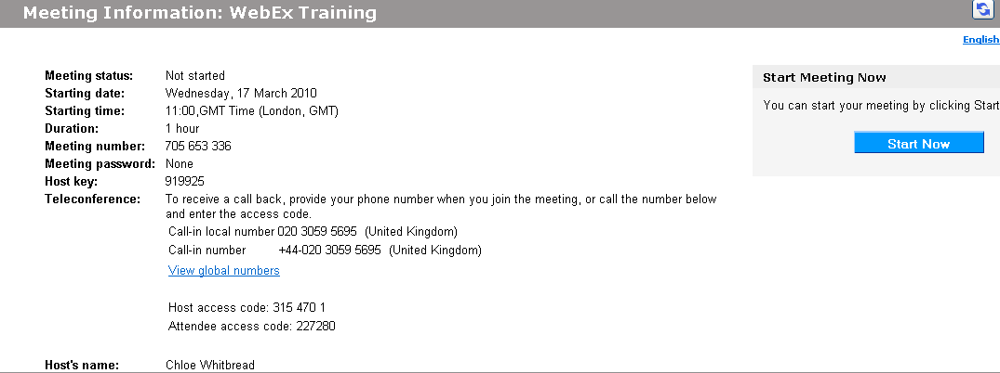 Meeting Information: WebEx Training
English
Meeting status: Not started
Starting date: Wednesday, 17 March 2010
Starting time: 11:00,GMT Time (London, GMT)
Duration: 1 hour
Meeting number: 705 653 336
Meeting password: None
Host key: 919925
Teleconference: To receive a call back, provide your phone number when you join the meeting, or call the number below
and enter the access code.
Call-in local number 020 3059 5695 (United Kingdom)
Call-in number +44-020 3059 5695 (United Kingdom)
View global numbers
Host access code: 315 470 1
Attendee access code: 227280
Host's name: Chloe Whitbread
Start Meeting Now
You can start your meeting by clicking Start
Start Now